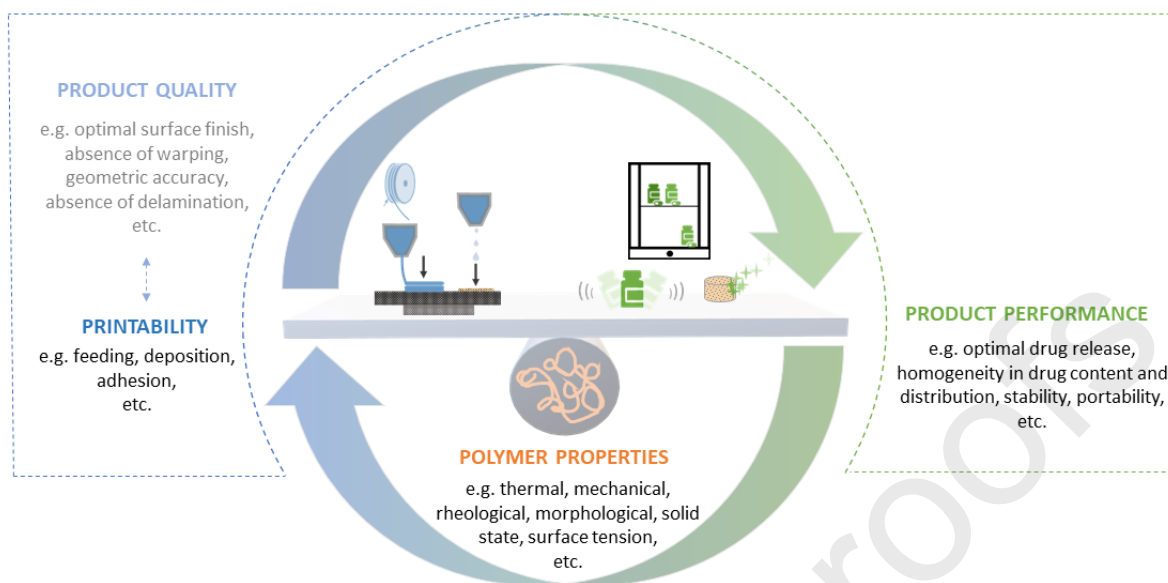 PRODUCT QUALITY
e.g. optimal surface finish,
absence of warping,
geometric accuracy,
absence of delamination,
etc.
PRINTABILITY
e.g. feeding, deposition,
adhesion,
etc.
PRODUCT PERFORMANCE
e.g. optimal drug release,
homogeneity in drug content and
distribution, stability, portability,
etc.
POLYMER PROPERTIES
e.g. thermal, mechanical,
rheological, morphological, solid
state, surface tension,
etc.
roofs